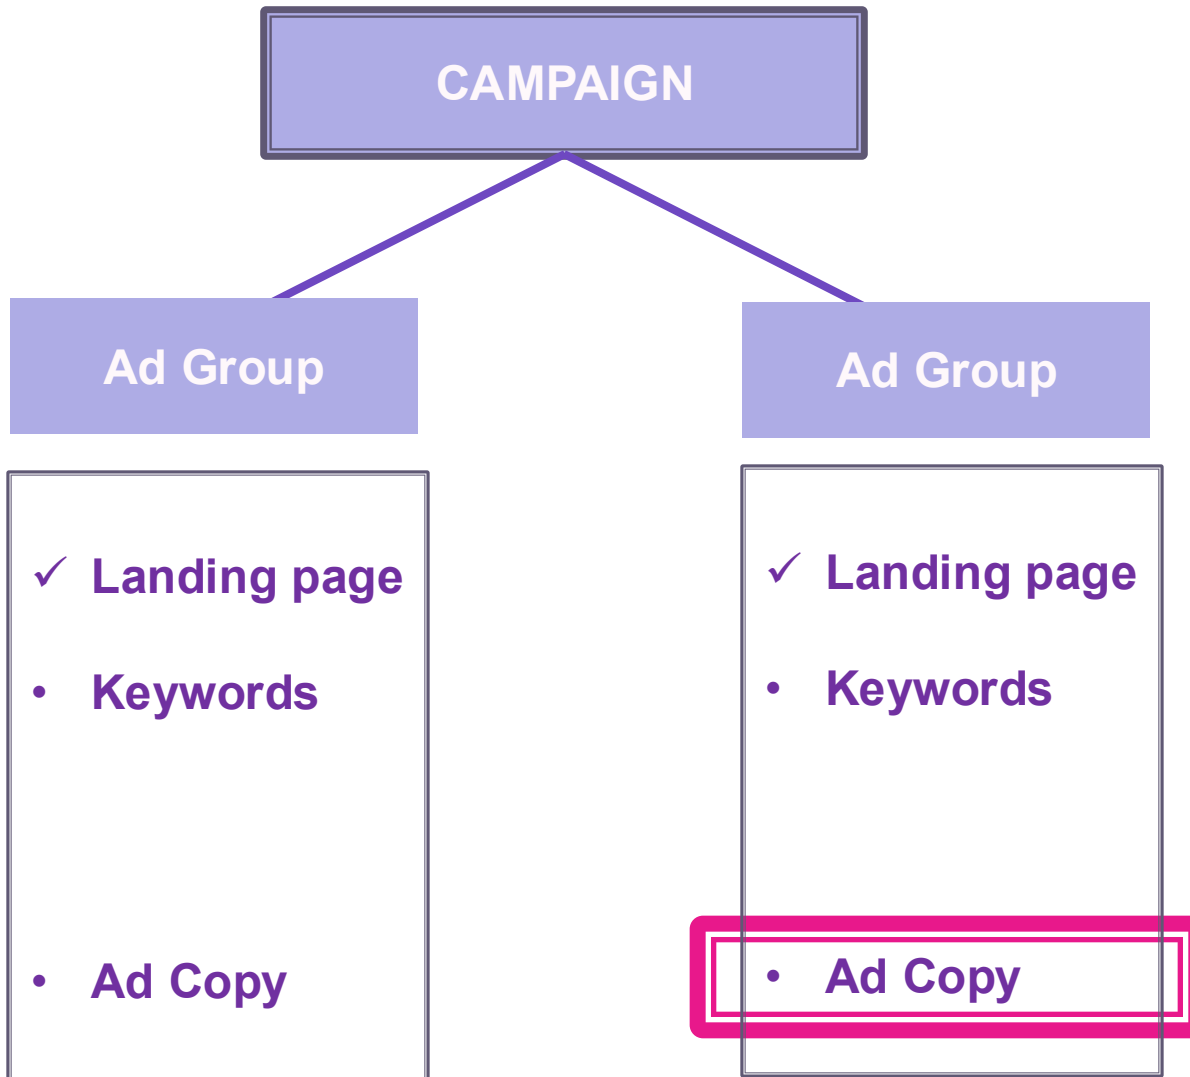 CAMPAIGN
Ad Group
Ad Group
✓ Landing page
• Keywords
• Ad Copy
✓ Landing page
• Keywords
• Ad Copy